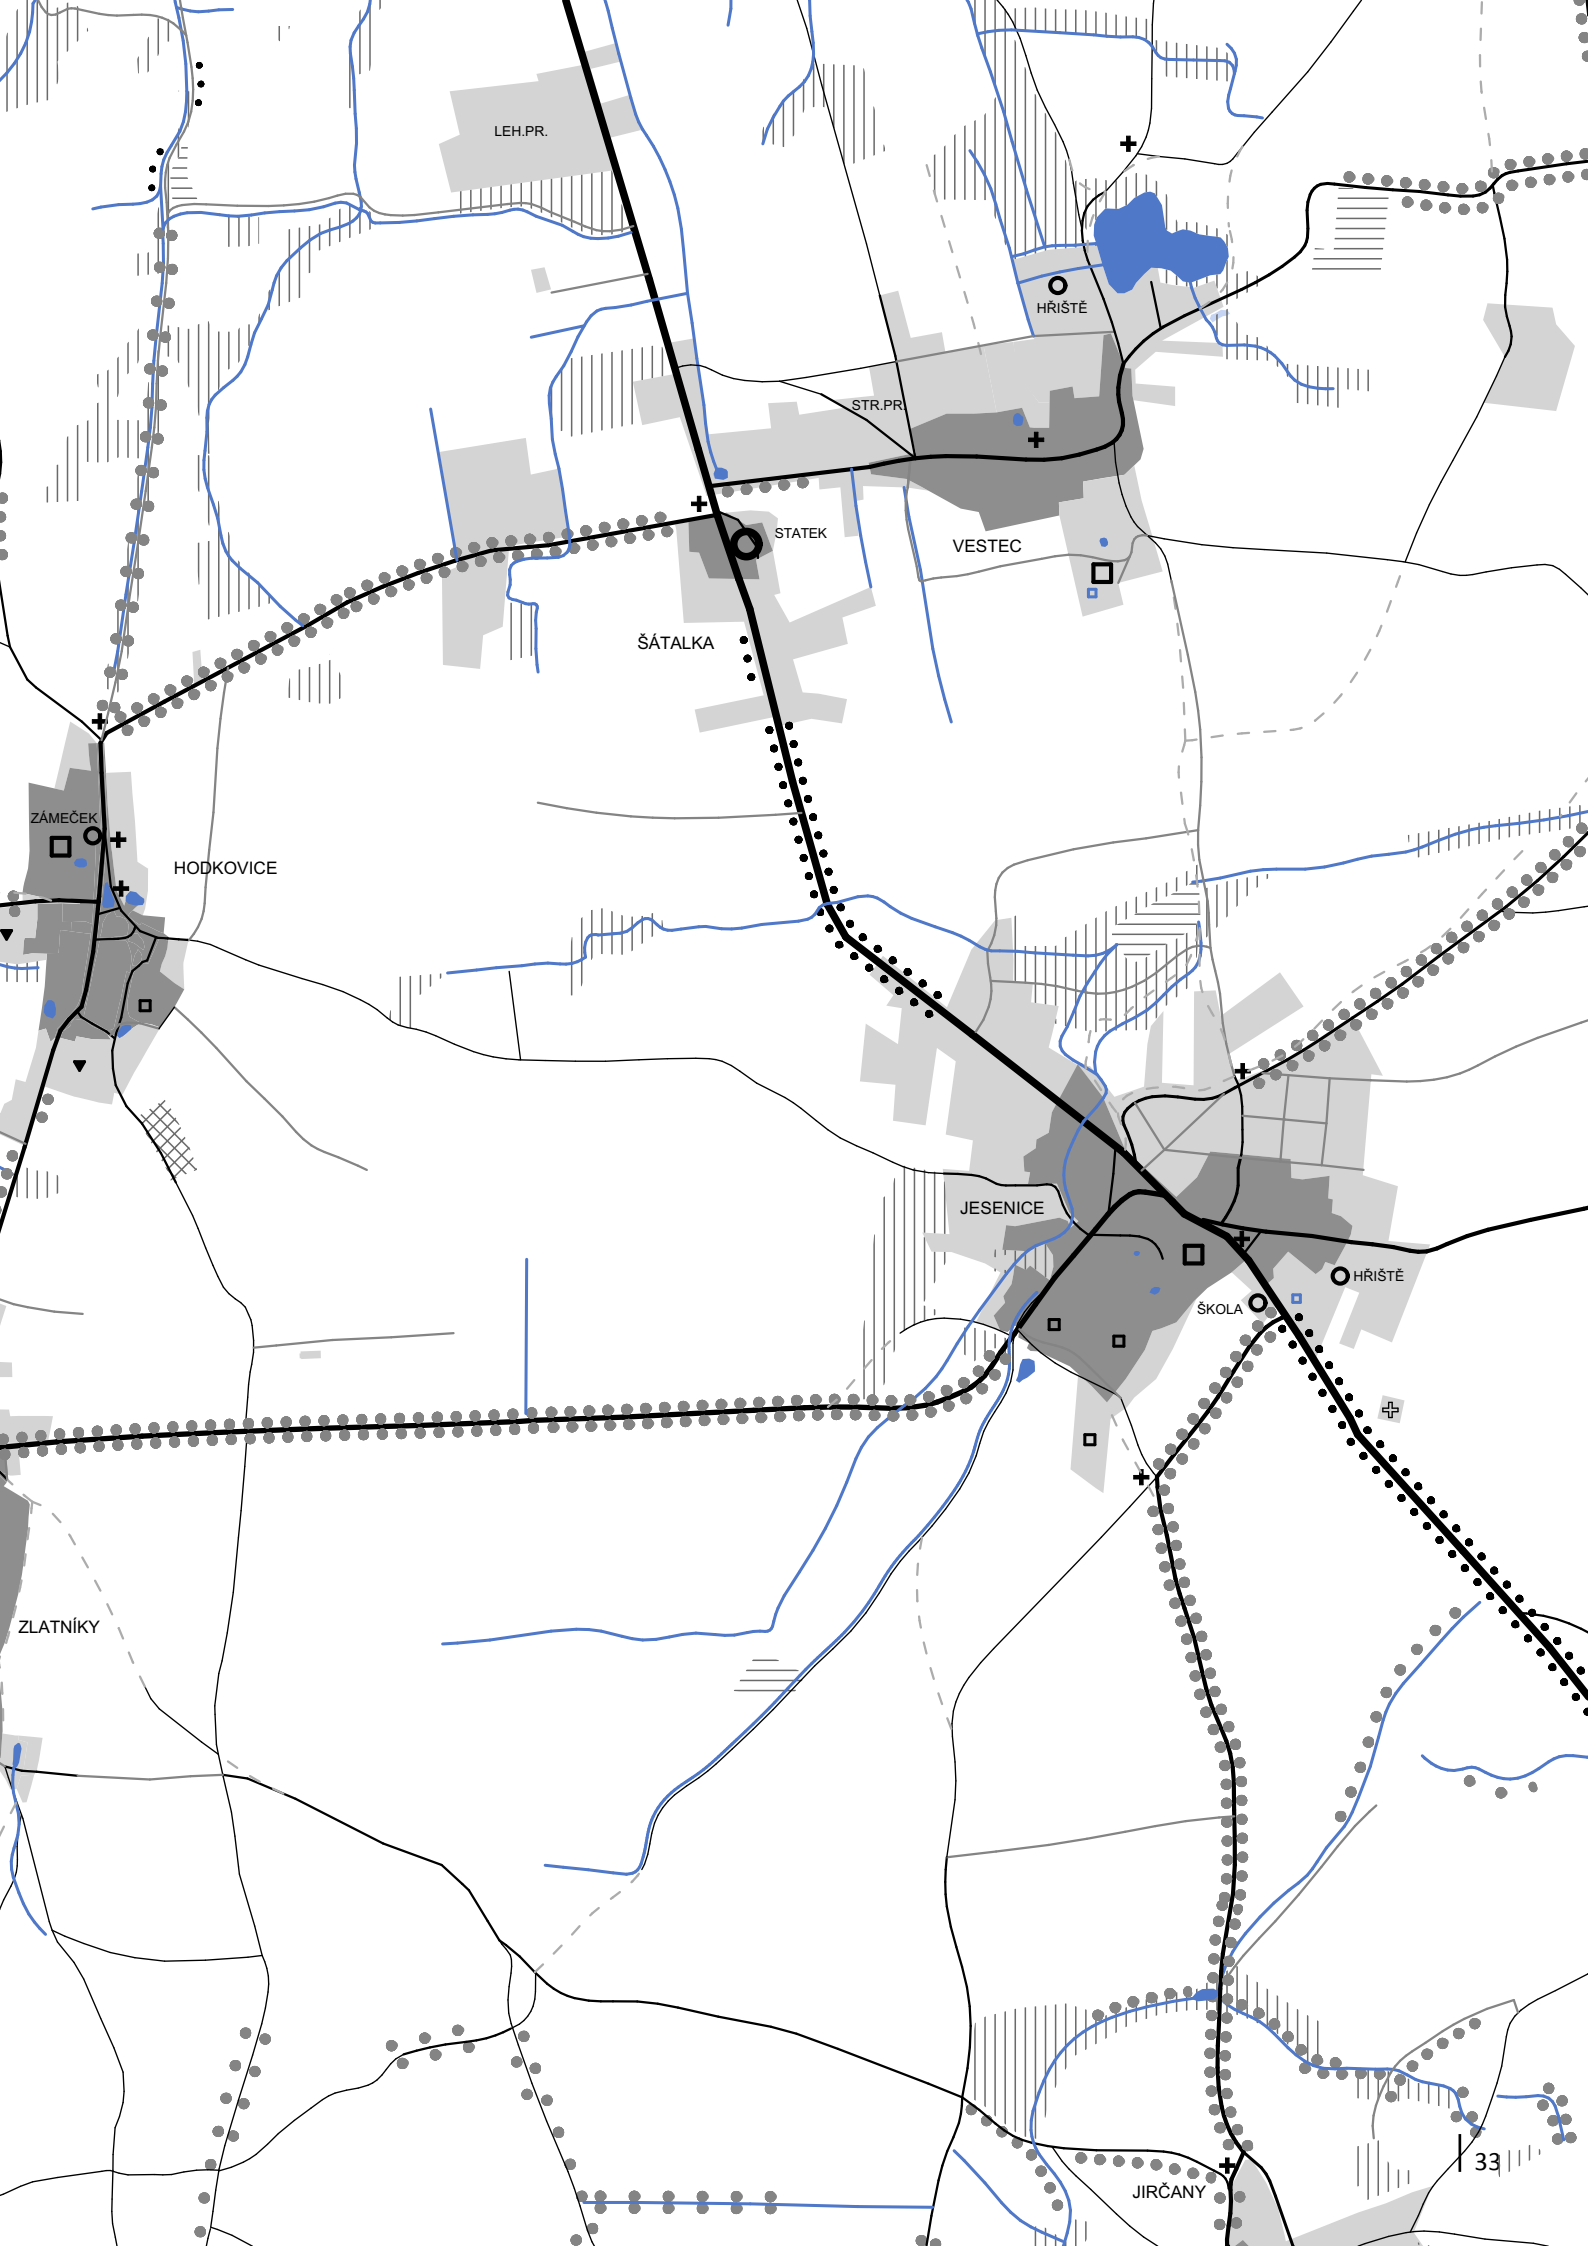 LEH.PR.
HŘIŠTĚ
STR.PR.
STATEK
VESTEC
ŠÁTALKA
ZÁMEČEK
HODKOVICE
JESENICE
HŘIŠTĚ
ŠKOLA
ZLATNÍKY
33
JIRČANY